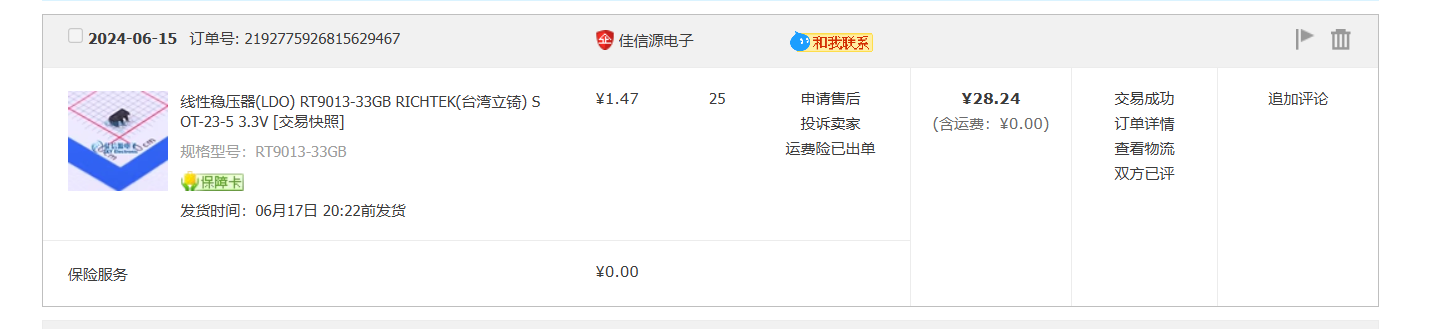 2024-06-15 订单号: 2192775926815629467 企 佳信源电子 和我联系
线性稳压器(LDO) RT9013-33GB RICHTEK(台湾立锜) S
OT-23-5 3.3V [交易快照]
规格型号：RT9013-33GB
保障卡
发货时间：06月17日 20:22前发货
¥1.47
25
申请售后
投诉卖家
运费险已出单
¥28.24
(含运费：¥0.00)
交易成功
订单详情
查看物流
双方已评
追加评论
保险服务 ¥0.00